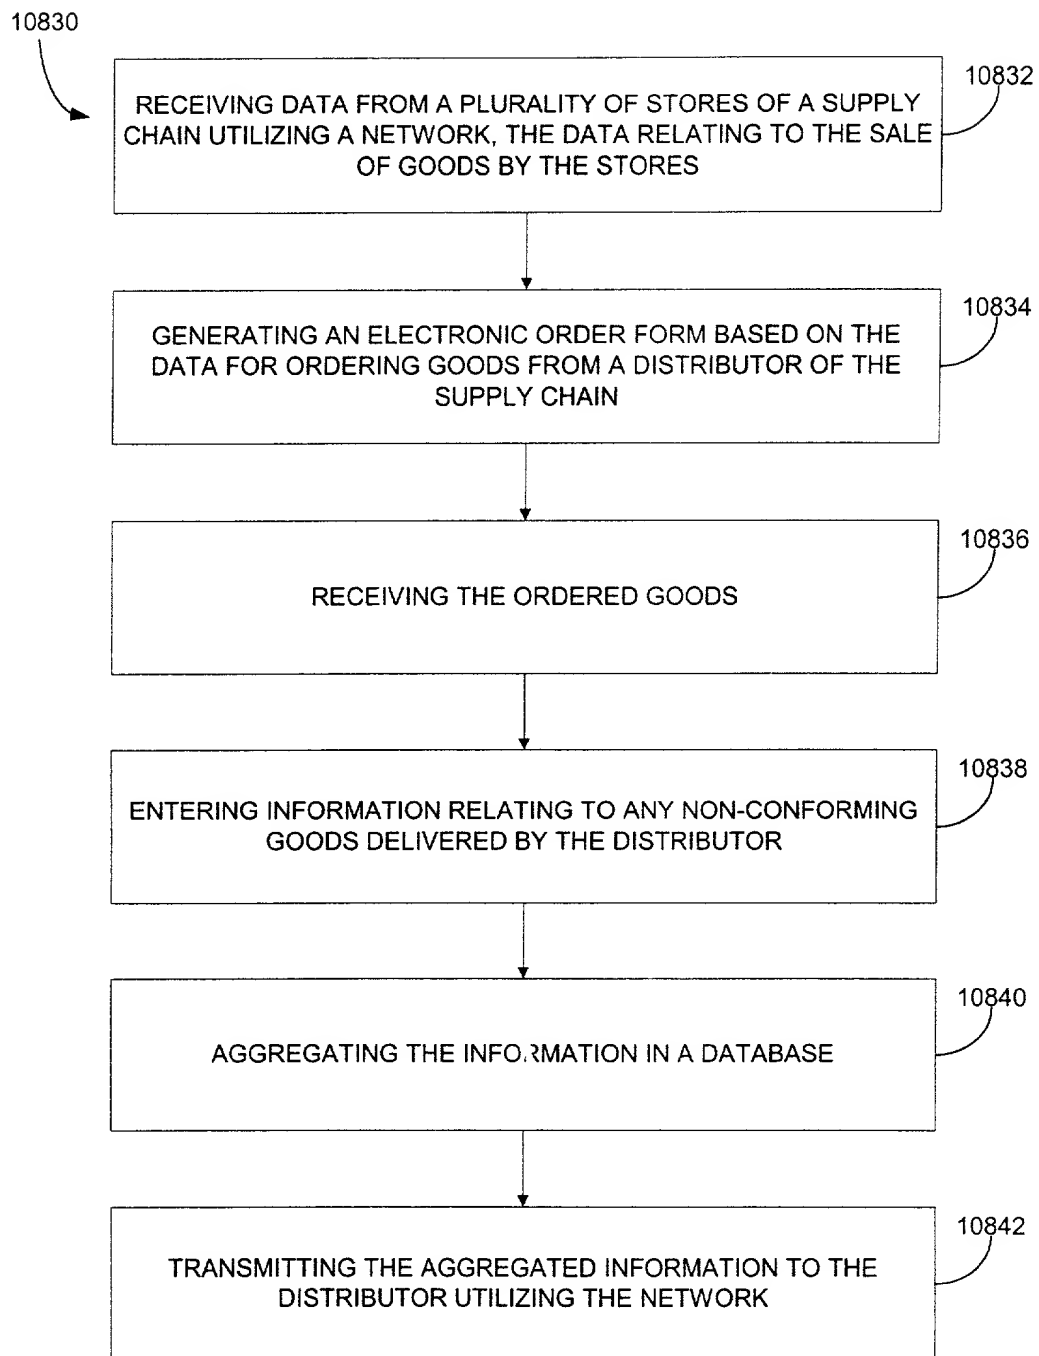 10830
10832
RECEIVING DATA FROM A PLURALITY OF STORES OF A SUPPLY
CHAIN UTILIZING A NETWORK, THE DATA RELATING TO THE SALE
OF GOODS BY THE STORES
10834
GENERATING AN ELECTRONIC ORDER FORM BASED ON THE
DATA FOR ORDERING GOODS FROM A DISTRIBUTOR OF THE
SUPPLY CHAIN
10836
RECEIVING THE ORDERED GOODS
10838
ENTERING INFORMATION RELATING TO ANY NON-CONFORMING
GOODS DELIVERED BY THE DISTRIBUTOR
10840
AGGREGATING THE INFORMATION IN A DATABASE
10842
TRANSMITTING THE AGGREGATED INFORMATION TO THE
DISTRIBUTOR UTILIZING THE NETWORK